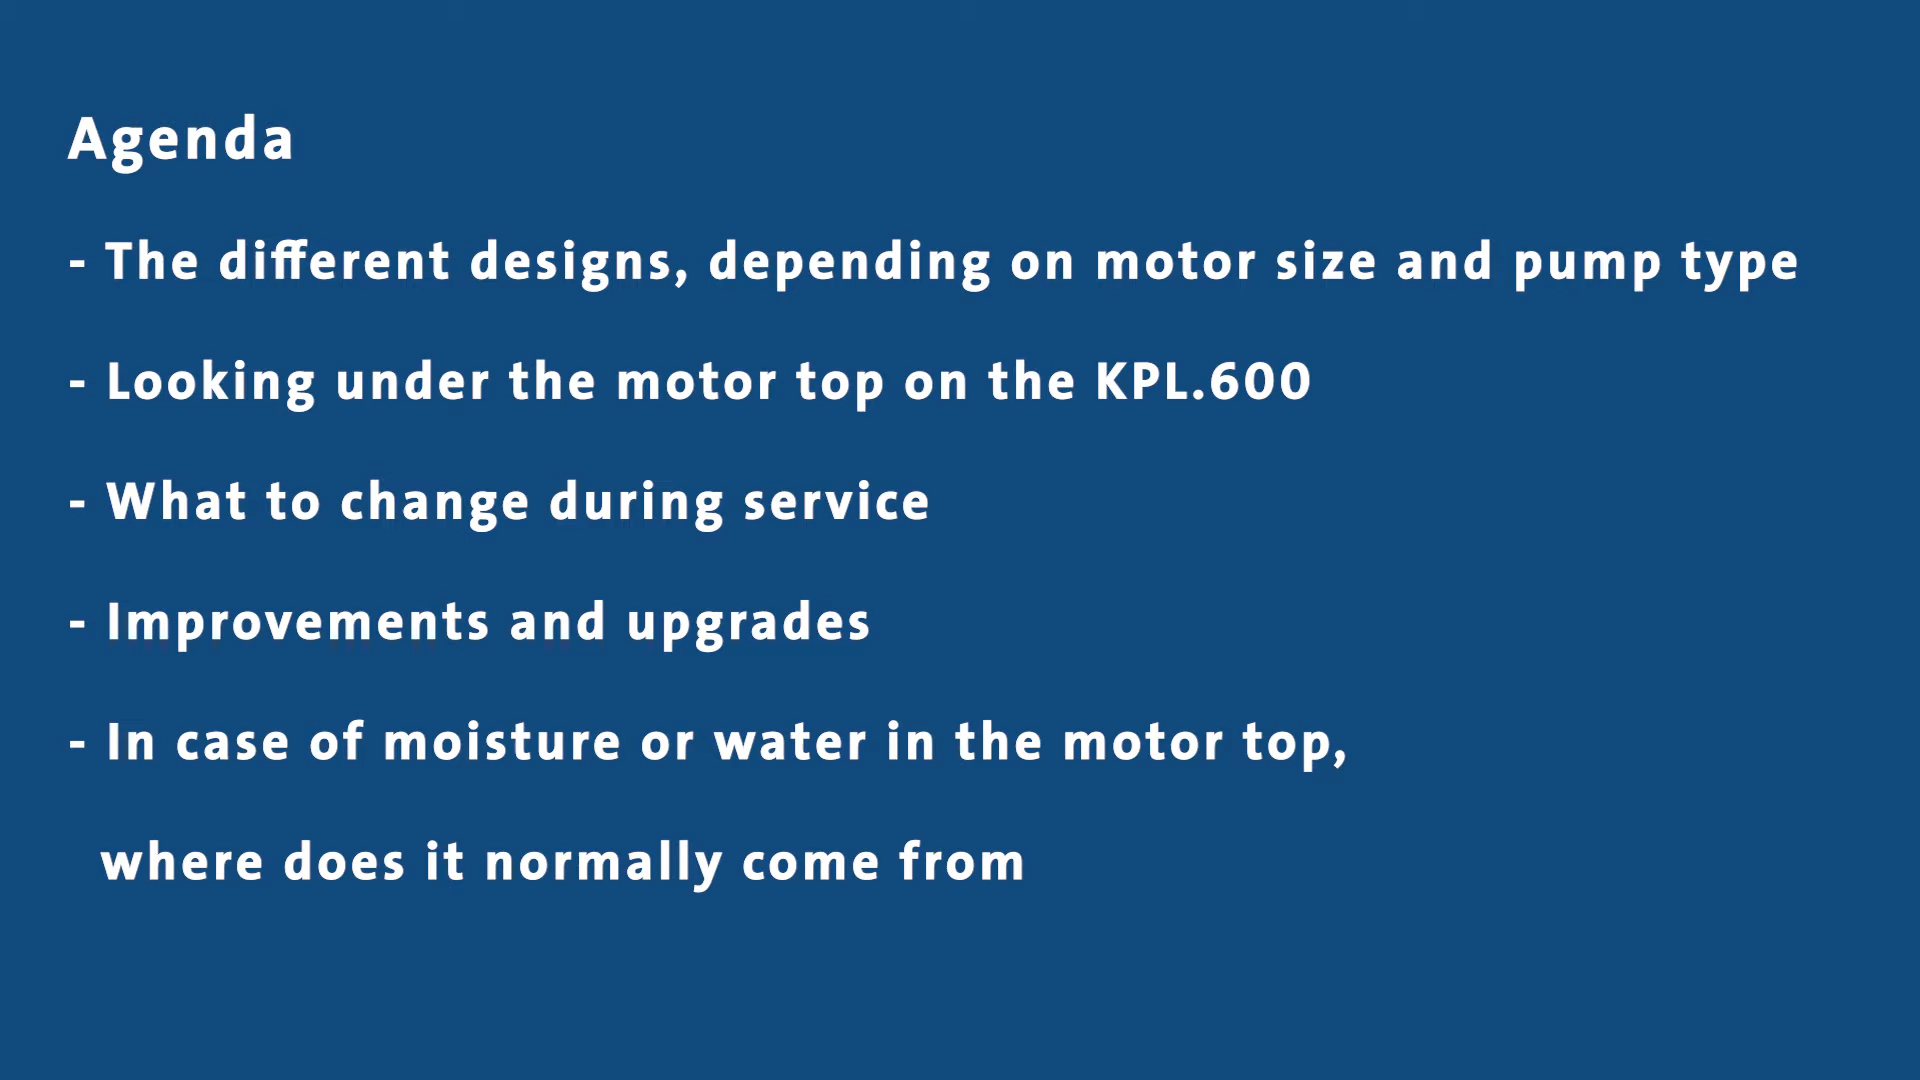 Agenda
- The different designs, depending on motor size and pump type
- Looking under the motor top on the KPL.600
- What to change during service
- Improvements and upgrades
- In case of moisture or water in the motor top,
where does it normally come from